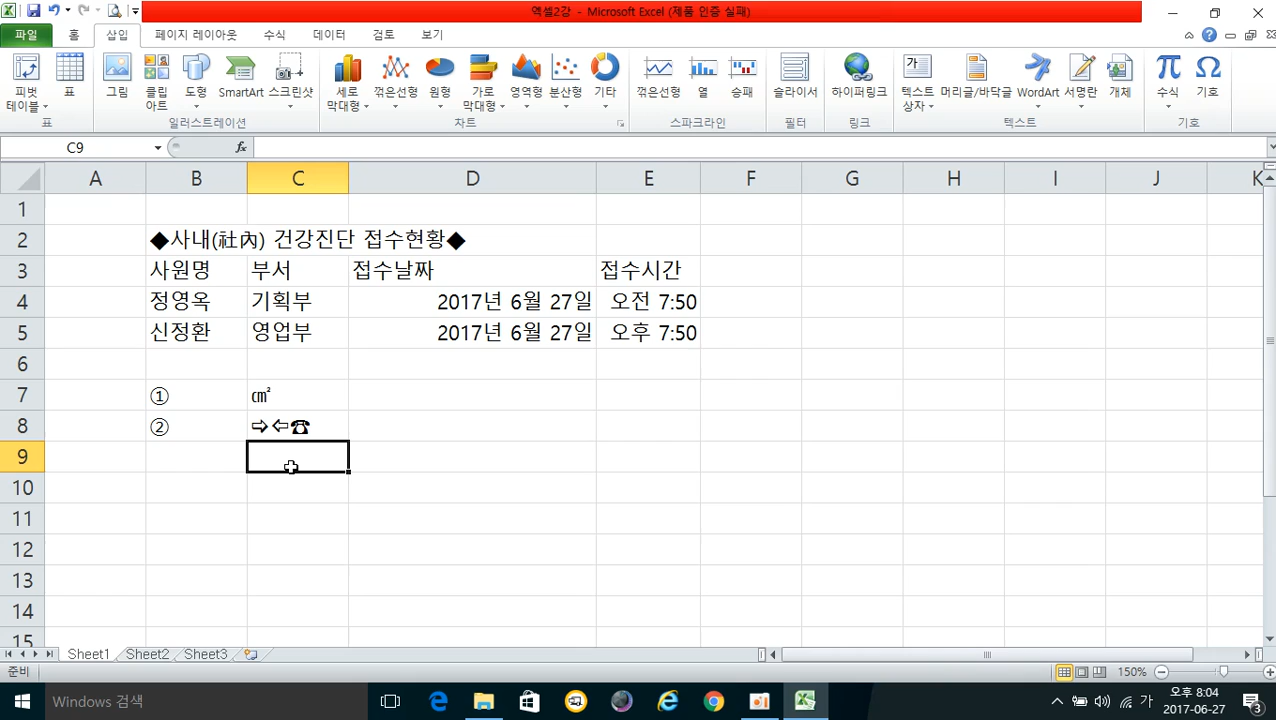 엑셀2강 - Microsoft Excel (제품 인증 실패)
파일 홈 삽입 페이지 레이아웃 수식 데이터 검토 보기
피벗 테이블 표 그림 클립 아트 도형 SmartArt 스크린샷 세로 막대형 꺾은선형 원형 가로 막대형 영역형 분산형 기타 꺾은선형 열 승패 슬라이서 하이퍼링크 텍스트 상자 머리글/바닥글 WordArt 서명란 개체 수식 기호
표 일러스트레이션 차트 스파크라인 필터 링크 텍스트 기호
C9 fx
A B C D E F G H I J K
1
2 ◆사내(社內) 건강진단 접수현황◆
3 사원명 부서 접수날짜 접수시간
4 정영옥 기획부 2017년 6월 27일 오전 7:50
5 신정환 영업부 2017년 6월 27일 오후 7:50
6
7 ① ㎠
8 ② ⇨⇦☎
9
10
11
12
13
14
15
Sheet1 Sheet2 Sheet3
준비 150%
Windows 검색 가 오후 8:04
2017-06-27 3